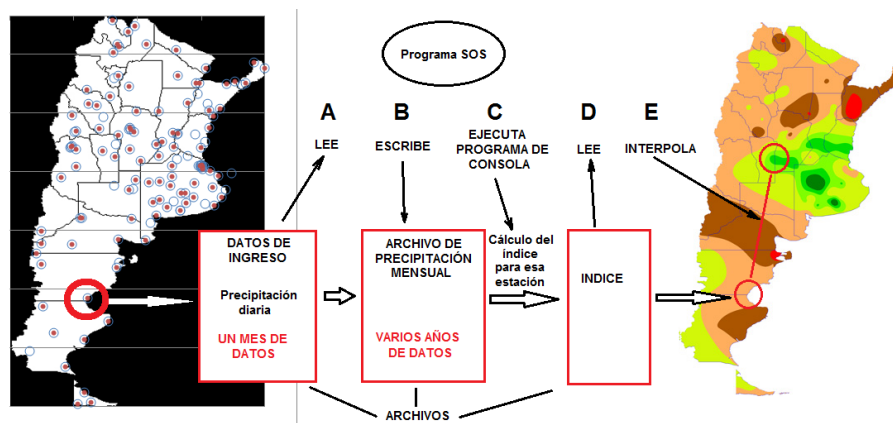 Programa SOS
A
B
C
D
E
LEE
ESCRIBE
EJECUTA
PROGRAMA DE
CONSOLA
LEE
INTERPOLA
DATOS DE
INGRESO
Precipitación
diaria
UN MES DE
DATOS
ARCHIVO DE
PRECIPITACIÓN
MENSUAL
VARIOS AÑOS
DE DATOS
Cálculo del
índice
para esa
estación
INDICE
ARCHIVOS